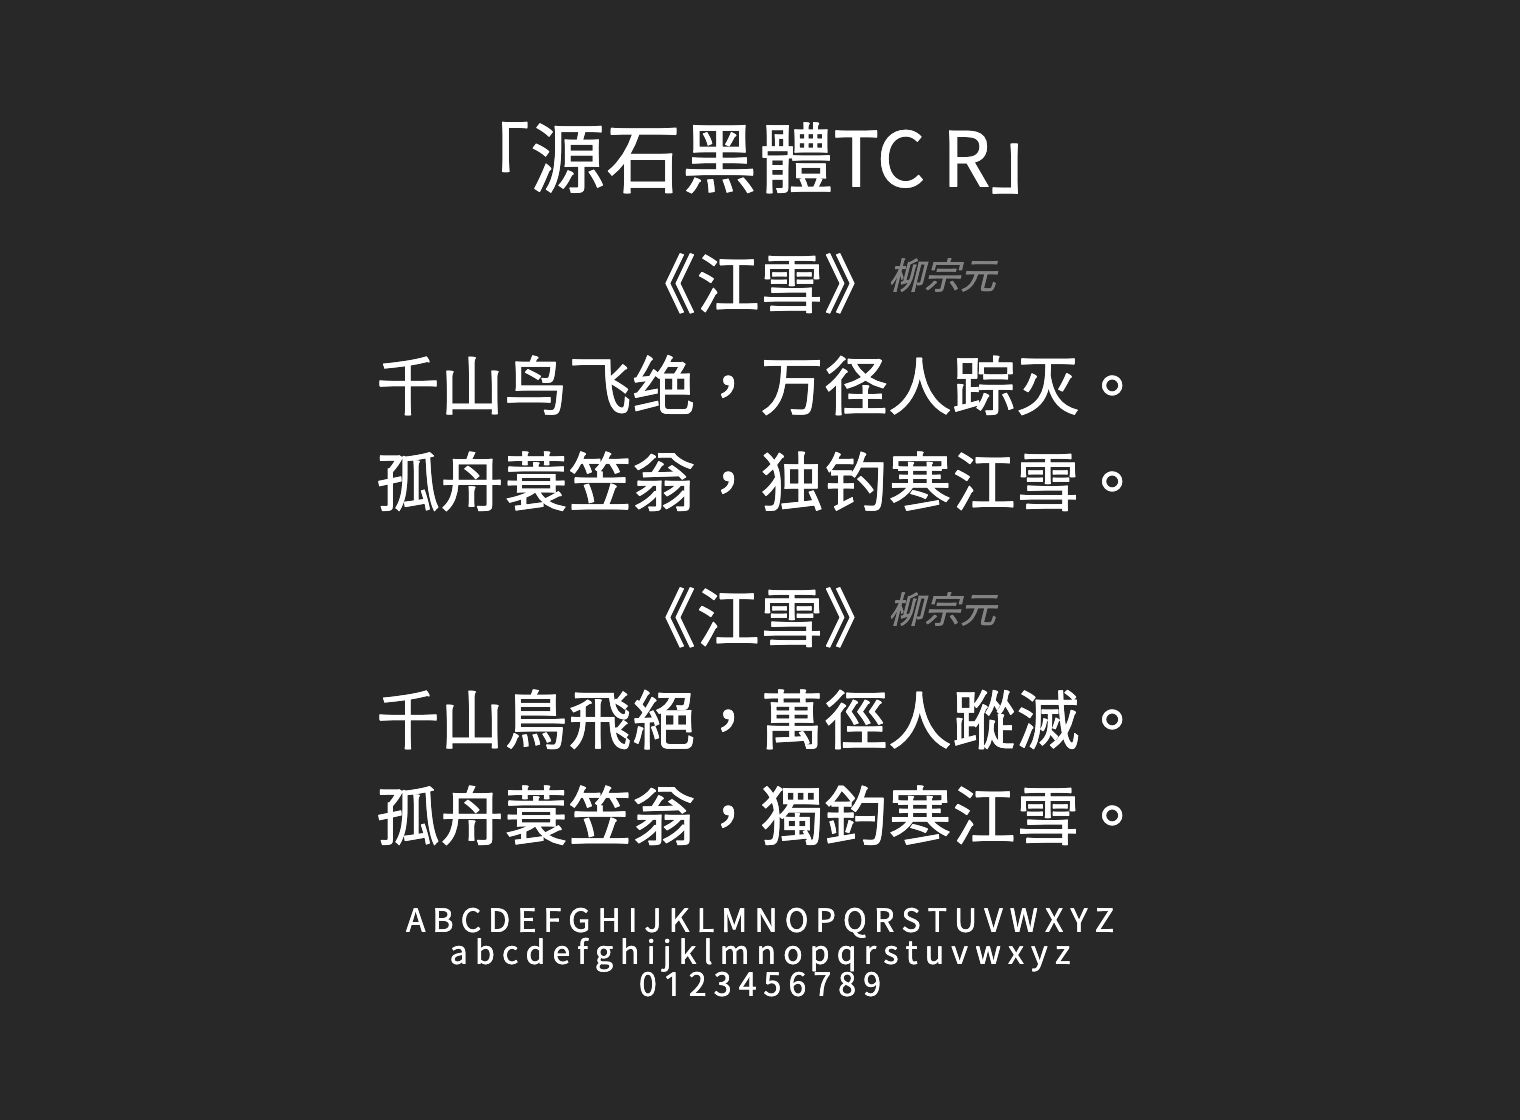 「源石黑體TC R」
《江雪》 柳宗元
千山鸟飞绝，万径人踪灭。
孤舟蓑笠翁，独钓寒江雪。
《江雪》 柳宗元
千山鳥飛絕，萬徑人蹤滅。
孤舟蓑笠翁，獨釣寒江雪。
ABCDEFGHIJKLMNOPQRSTUVWXYZ
abcdefghijklmnopqrstuvwxyz
0123456789